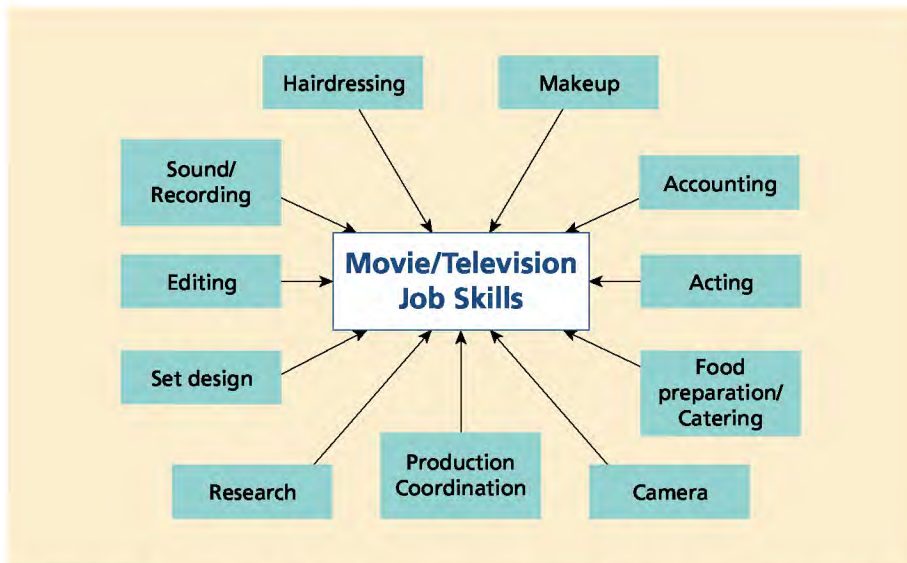 Hairdressing
Makeup
Sound/
Recording
Accounting
Movie/Television
Job Skills
Editing
Acting
Set design
Food
preparation/
Catering
Research
Production
Coordination
Camera